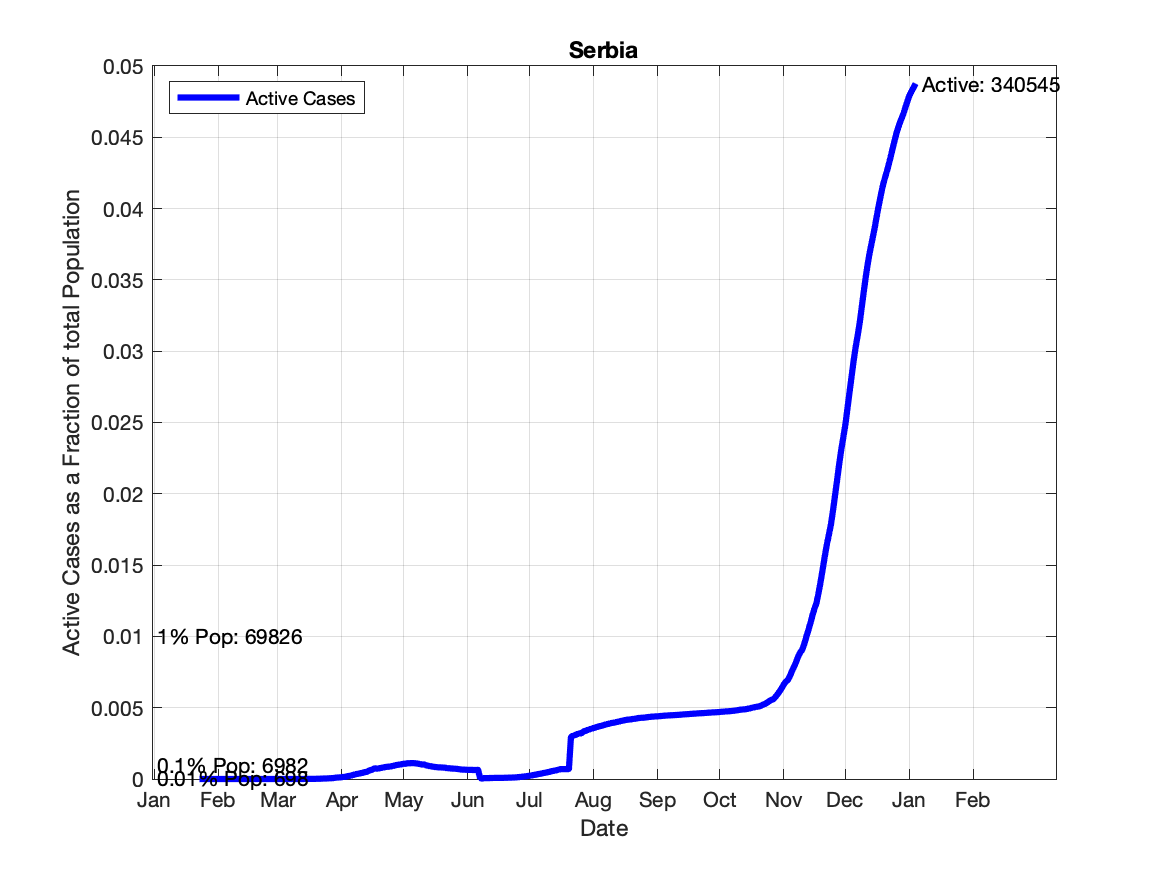 Serbia
0.05
Active Cases
Active: 340545
0.045
0.04
0.035
0.03
0.025
0.02
0.015
0.01
1% Pop: 69826
0.005
0.1% Pop: 6982
0
0.01% Pop: 698
Active Cases as a Fraction of total Population
Jan Feb Mar Apr May Jun Jul Aug Sep Oct Nov Dec Jan Feb
Date